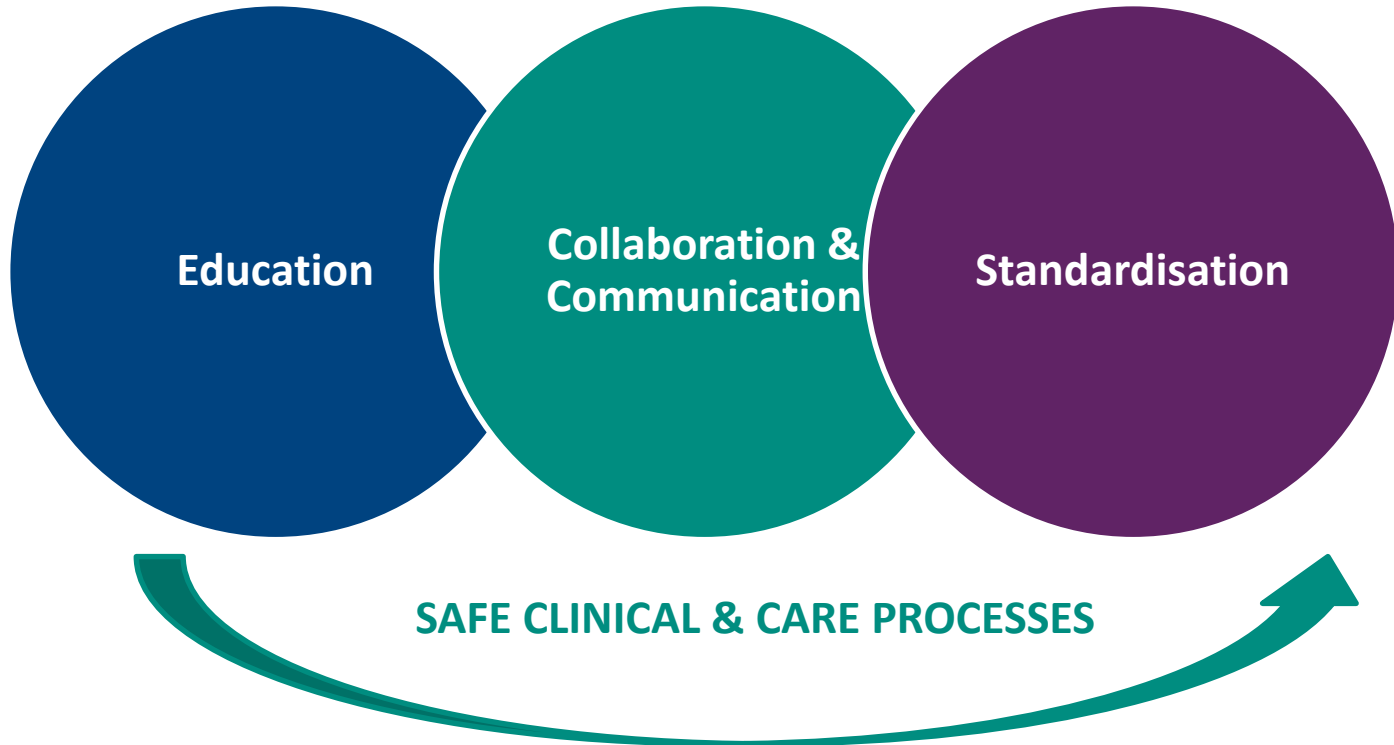 Education
Collaboration &
Communication
Standardisation
SAFE CLINICAL & CARE PROCESSES